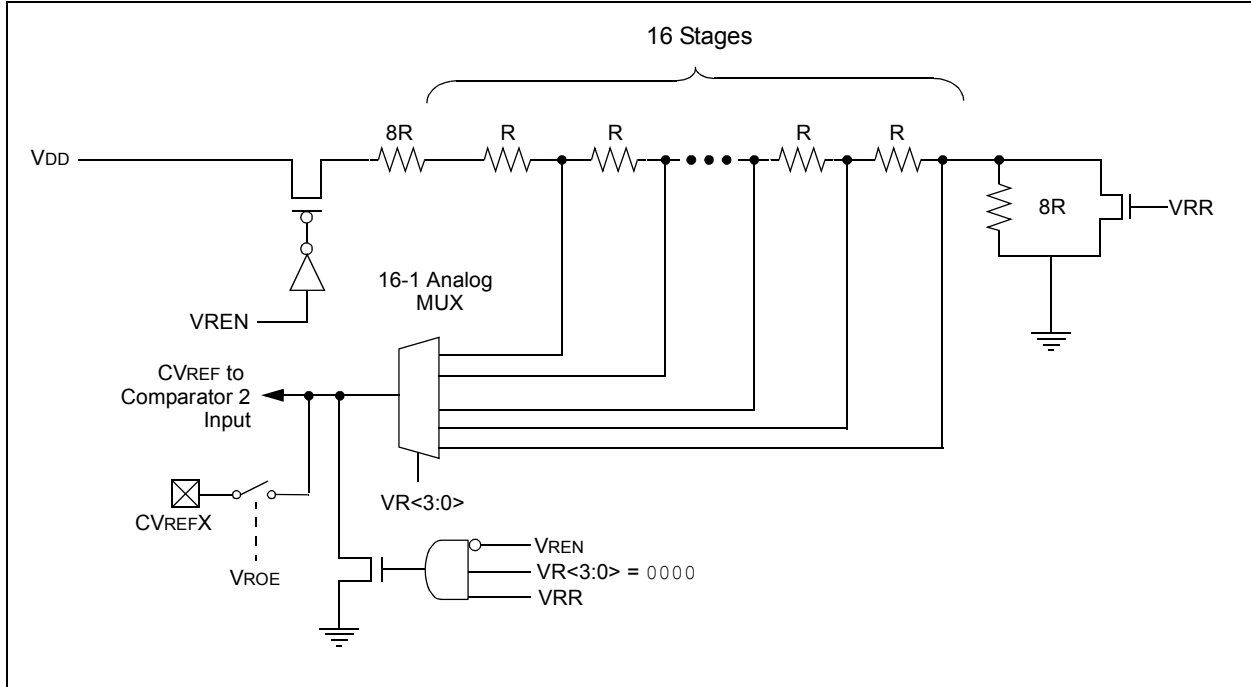 16 Stages
8R
R
R
R
R
VDD
8R
VRR
16-1 Analog
MUX
VREN
CVREF to
Comparator 2
Input
VR<3:0>
CVREFX
VROE
VREN
VR<3:0> = 0000
VRR